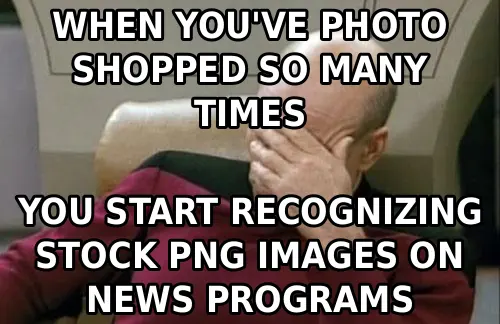 WHEN YOU'VE PHOTO
SHOPPED SO MANY
TIMES
YOU START RECOGNIZING
STOCK PNG IMAGES ON
NEWS PROGRAMS